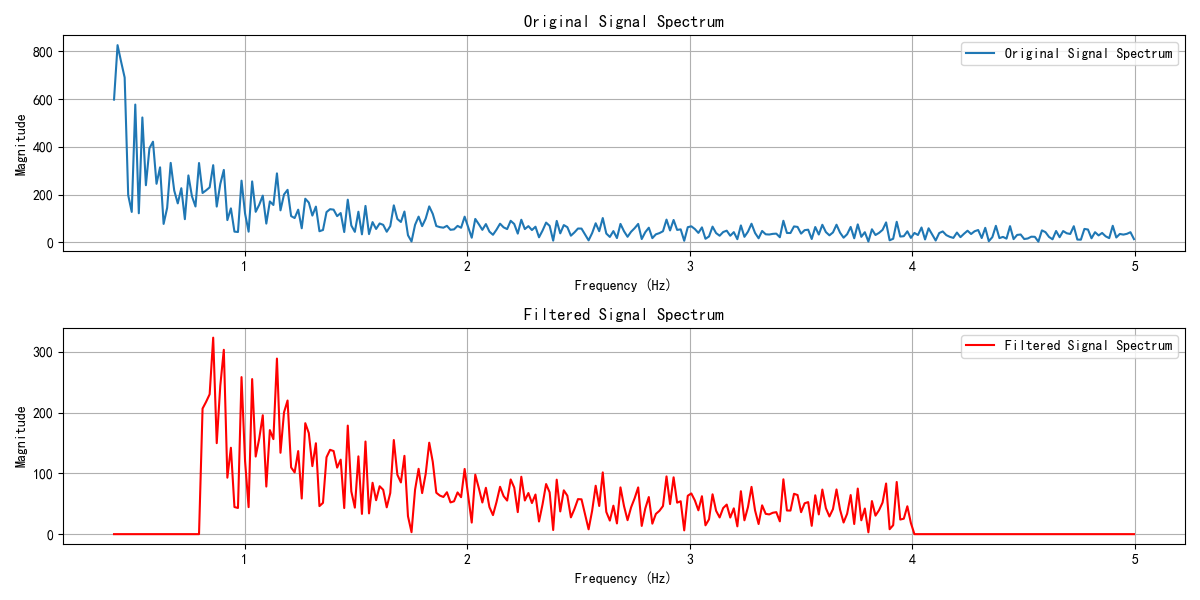 Original Signal Spectrum
Magnitude
800
600
400
200
0
Original Signal Spectrum
1 2 3 4 5
Frequency (Hz)
Filtered Signal Spectrum
Magnitude
300
200
100
0
Filtered Signal Spectrum
1 2 3 4 5
Frequency (Hz)